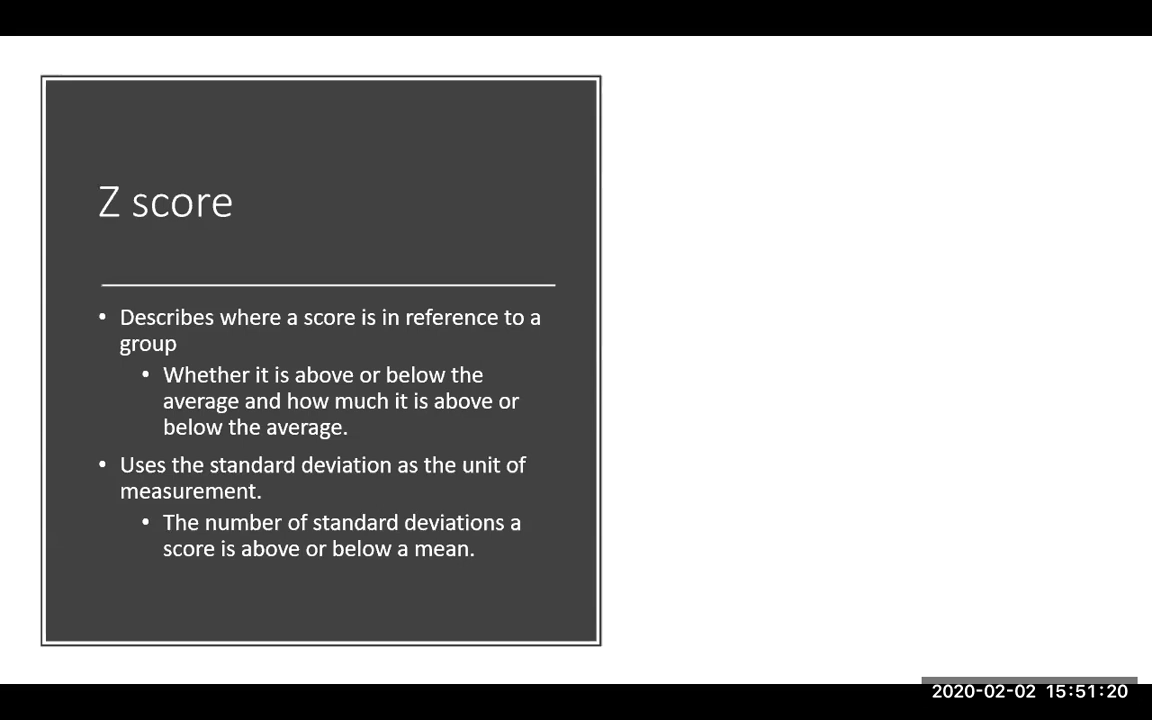 Z score
• Describes where a score is in reference to a
group
• Whether it is above or below the
average and how much it is above or
below the average.
• Uses the standard deviation as the unit of
measurement.
• The number of standard deviations a
score is above or below a mean.
2020-02-02 15:51:20